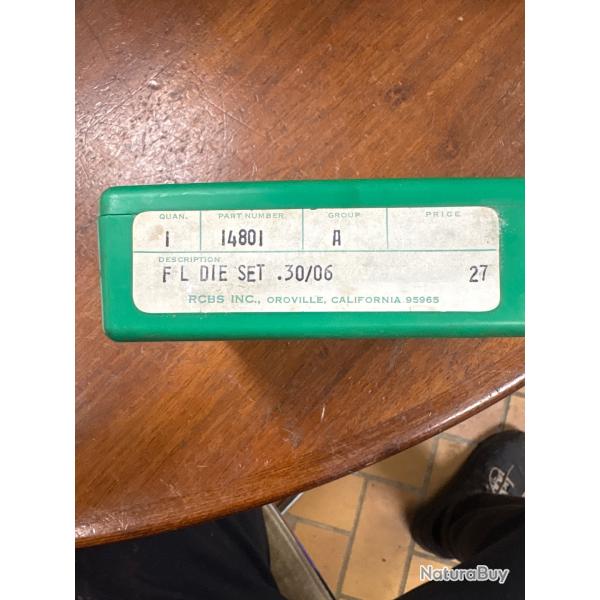 QUAN. PART NUMBER GROUP PRICE
1 14801 A
DESCRIPTION
F L DIE SET .30/06 27
RCBS INC., OROVILLE, CALIFORNIA 95965
NaturaBuy